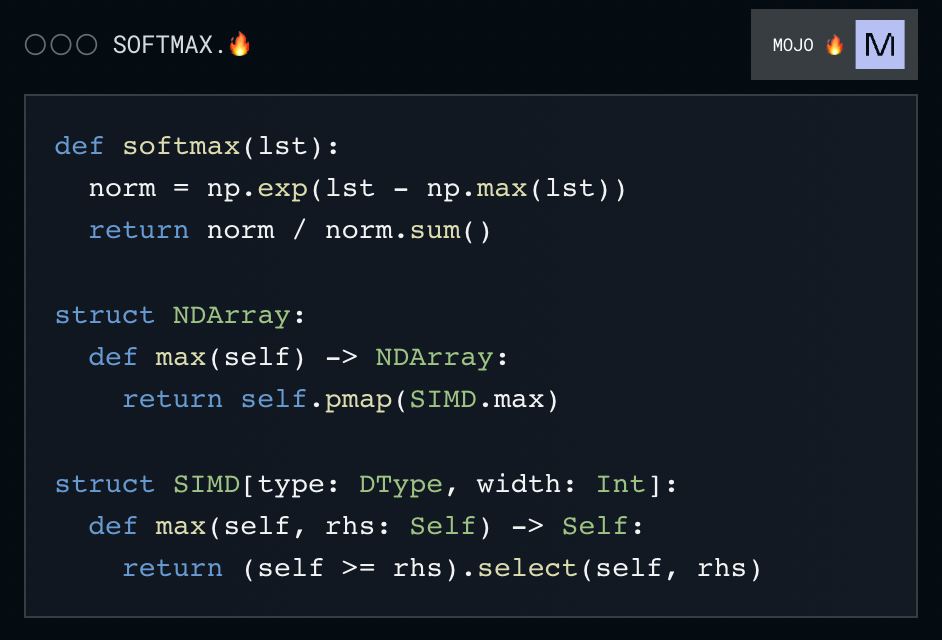 SOFTMAX.🔥
MOJO 🔥 M
def softmax(lst):
  norm = np.exp(lst - np.max(lst))
  return norm / norm.sum()

struct NDArray:
  def max(self) -> NDArray:
    return self.pmap(SIMD.max)

struct SIMD[type: DType, width: Int]:
  def max(self, rhs: Self) -> Self:
    return (self >= rhs).select(self, rhs)